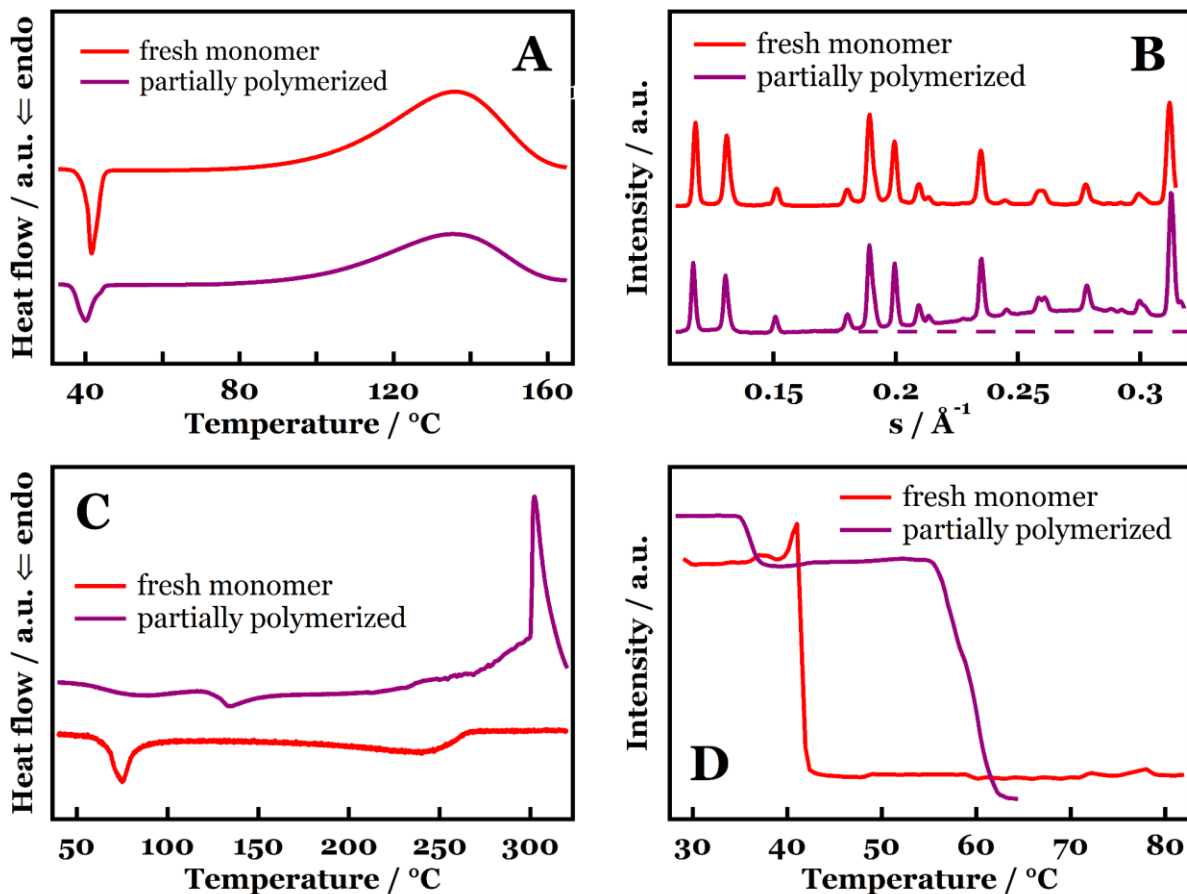 A
fresh monomer
partially polymerized
Heat flow / a.u. ⇐ endo
40 80 120 160
Temperature / °C
B
fresh monomer
partially polymerized
Intensity / a.u.
0.15 0.2 0.25 0.3
s / Å⁻¹
C
fresh monomer
partially polymerized
Heat flow / a.u. ⇐ endo
50 100 150 200 250 300
Temperature / °C
fresh monomer
partially polymerized
D
Intensity / a.u.
30 40 50 60 70 80
Temperature / °C